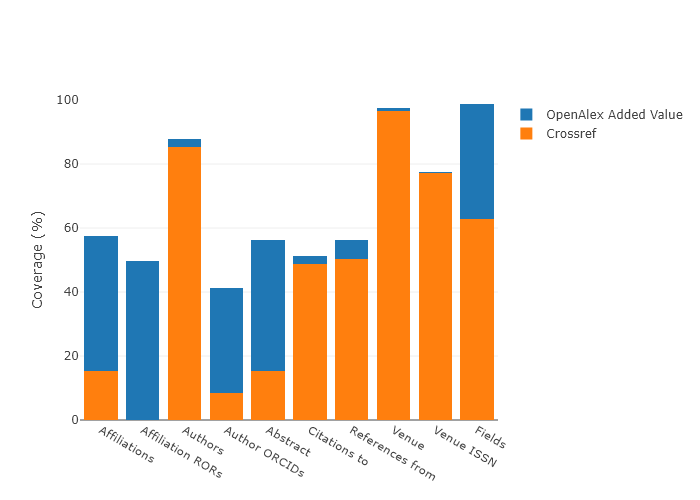 100
80
60
40
20
0
Coverage (%)
Affiliations
Affiliation RORs
Authors
Author ORCIDs
Abstract
Citations to
References from
Venue
Venue ISSN
Fields
OpenAlex Added Value
Crossref